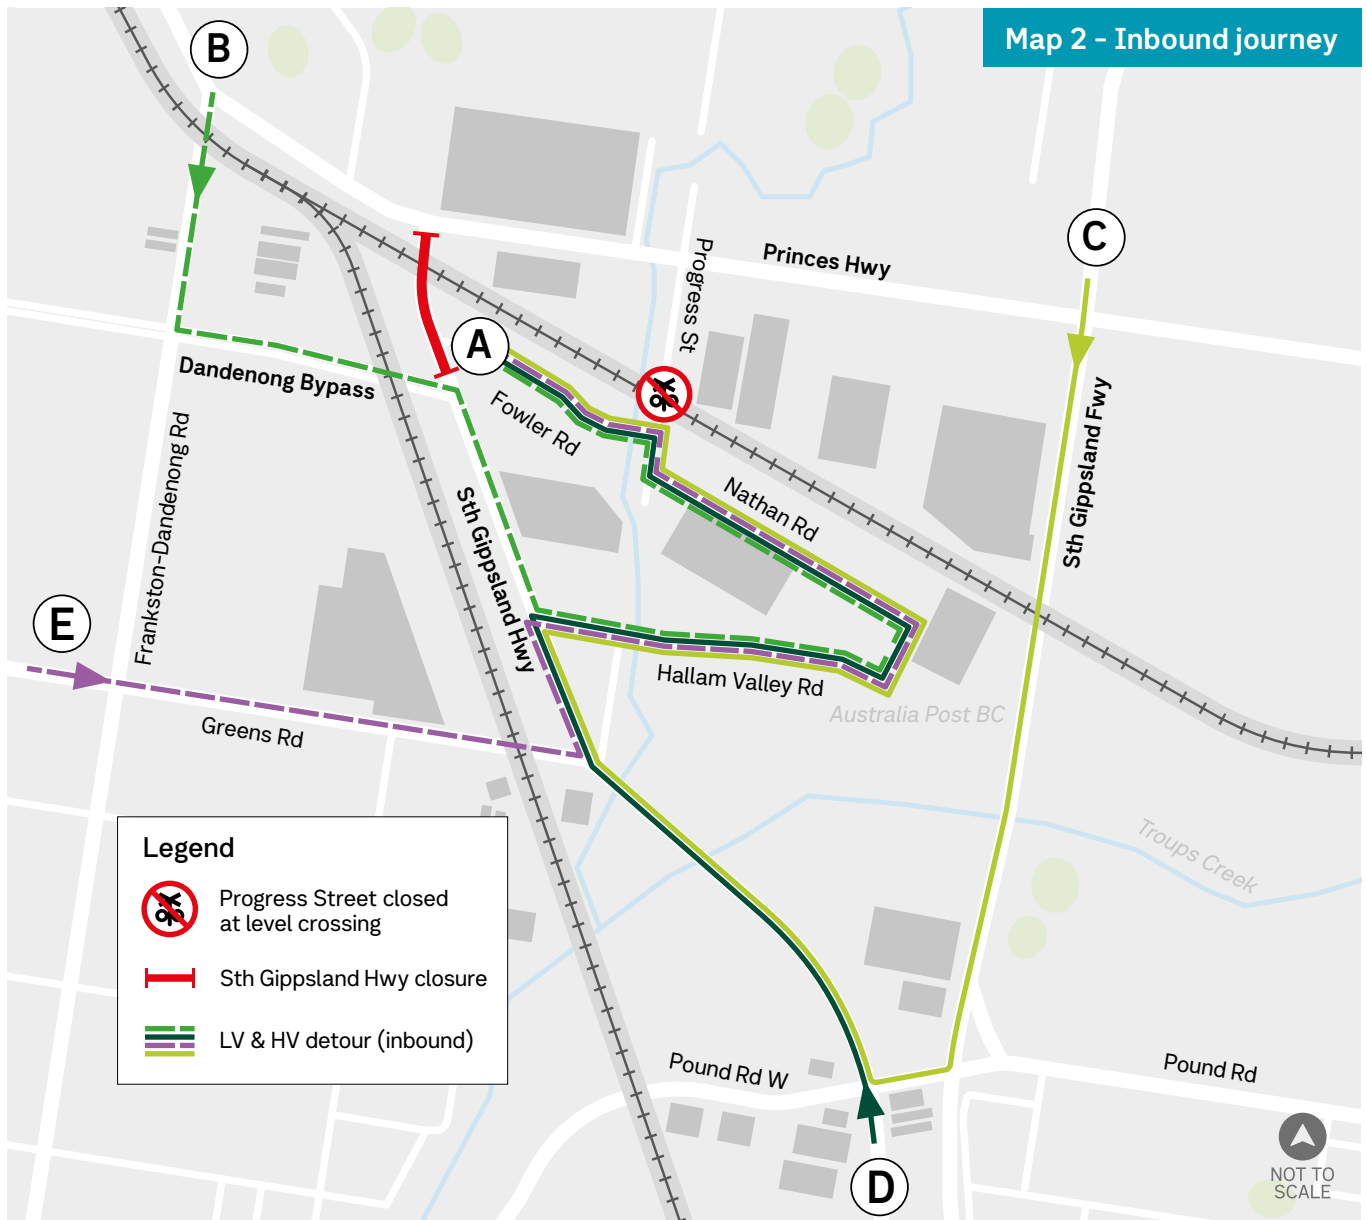 Map 2 - Inbound journey
B
C
Princes Hwy
Progress St
A
Dandenong Bypass
Fowler Rd
Sth Gippsland Fwy
Frankston-Dandenong Rd
Nathan Rd
Sth Gippsland Hwy
E
Hallam Valley Rd
Australia Post BC
Greens Rd
Troups Creek
Legend
Progress Street closed
at level crossing
Sth Gippsland Hwy closure
LV & HV detour (inbound)
Pound Rd W
Pound Rd
D
NOT TO
SCALE